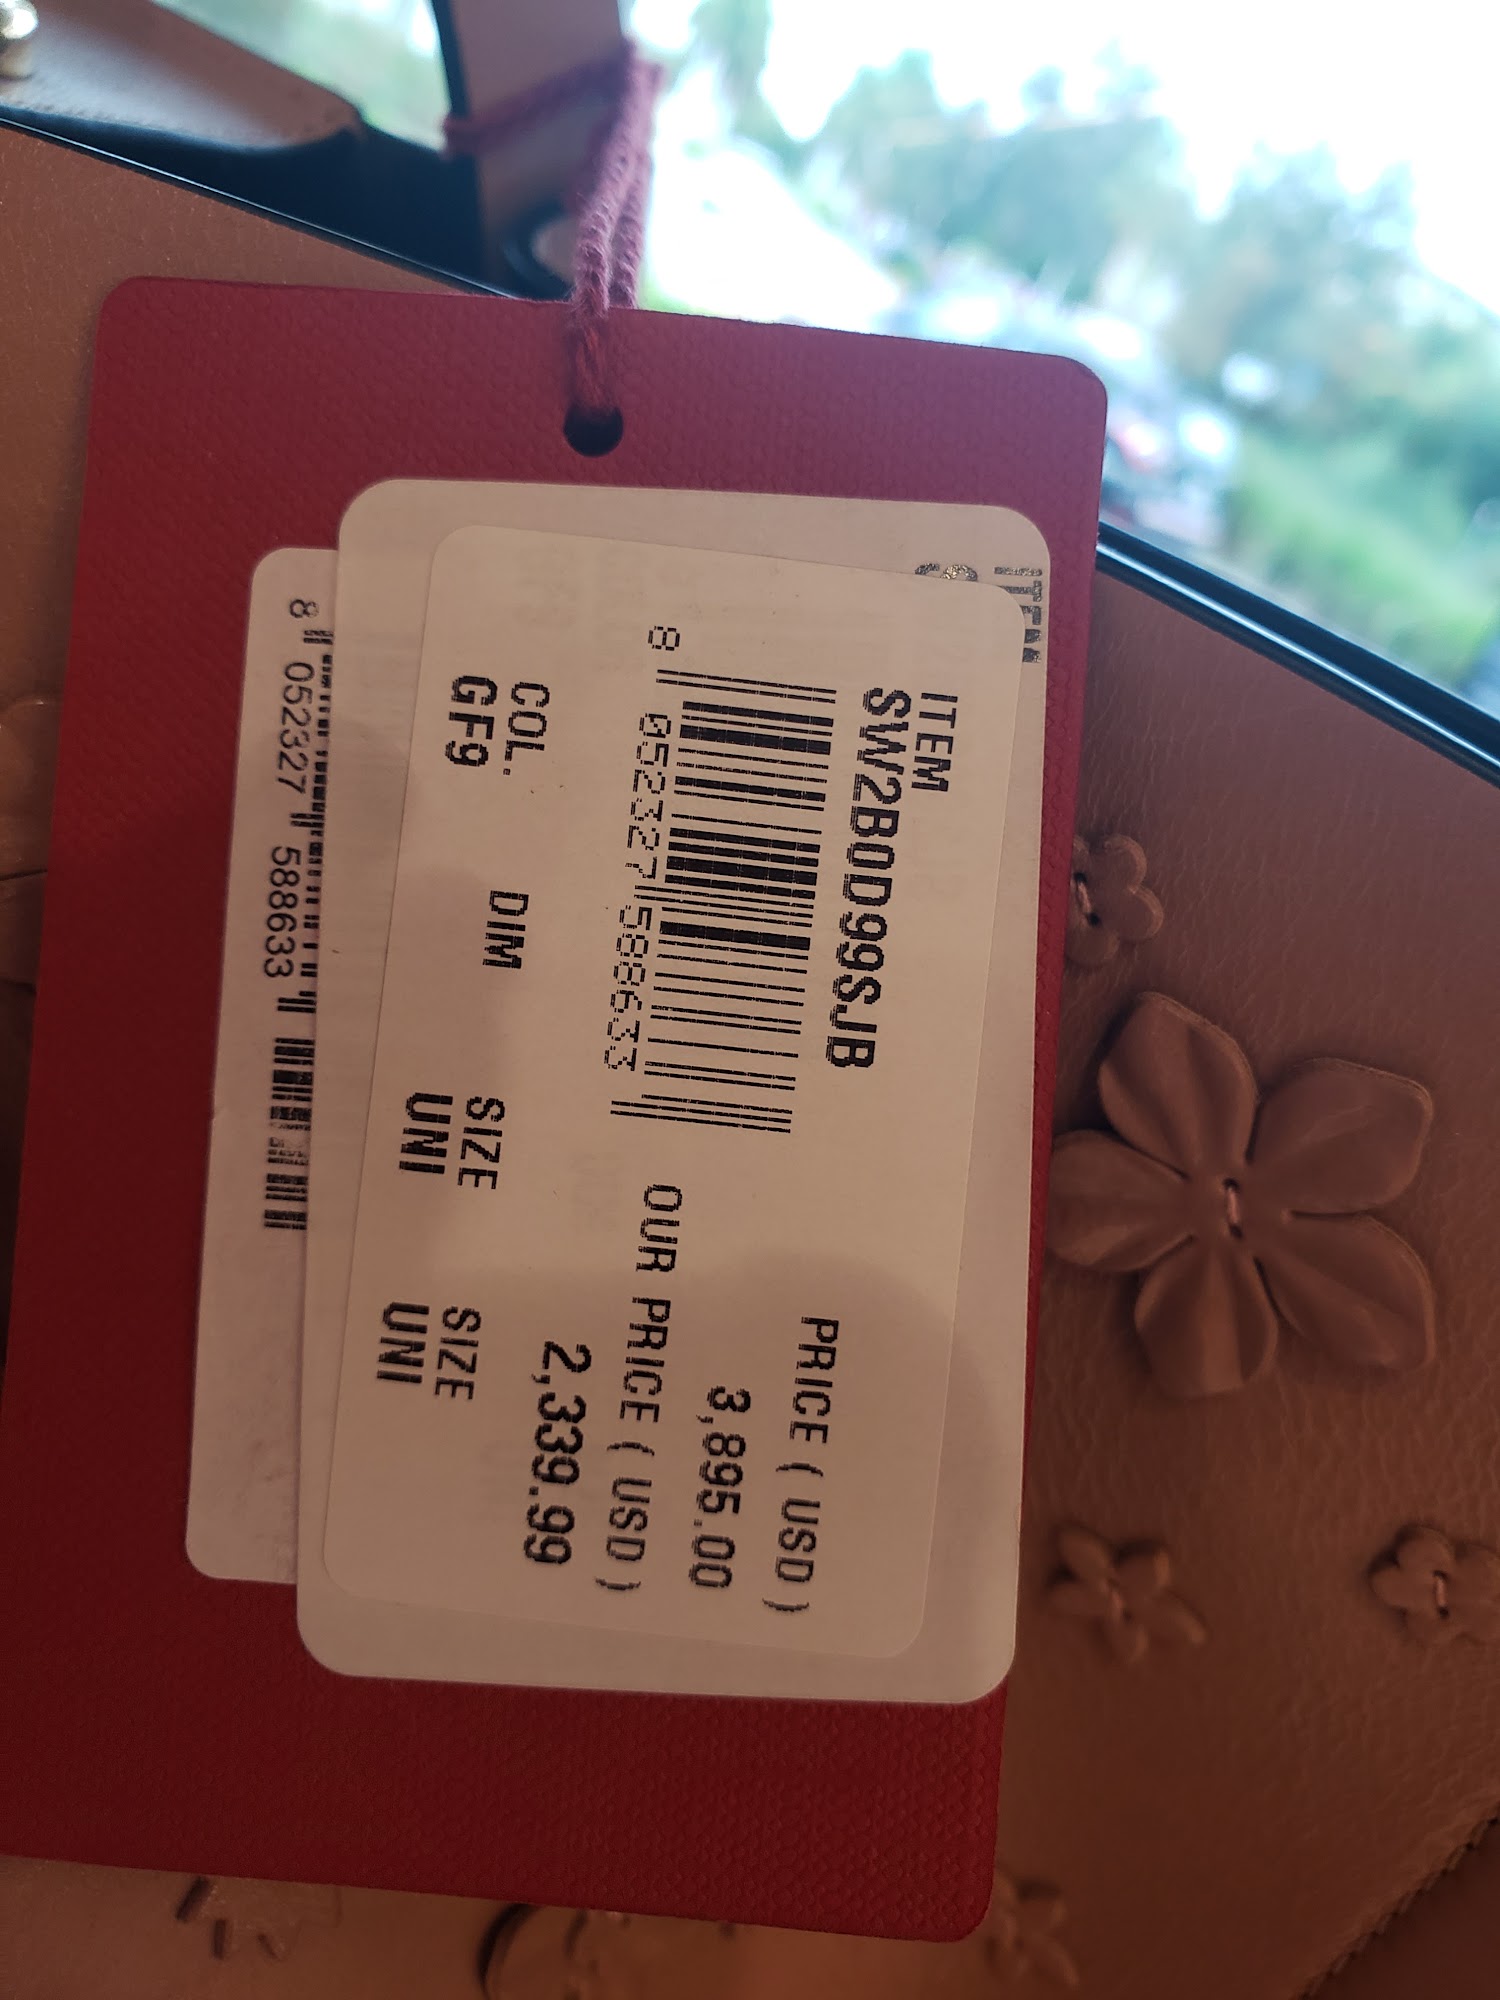 ITEM
ITEM
SW2B0D99SJB
8 052327 588633
PRICE ( USD )
3,895.00
OUR PRICE ( USD )
2,339.99
COL. DIM SIZE SIZE
GF9 UNI UNI
8 052327 588633